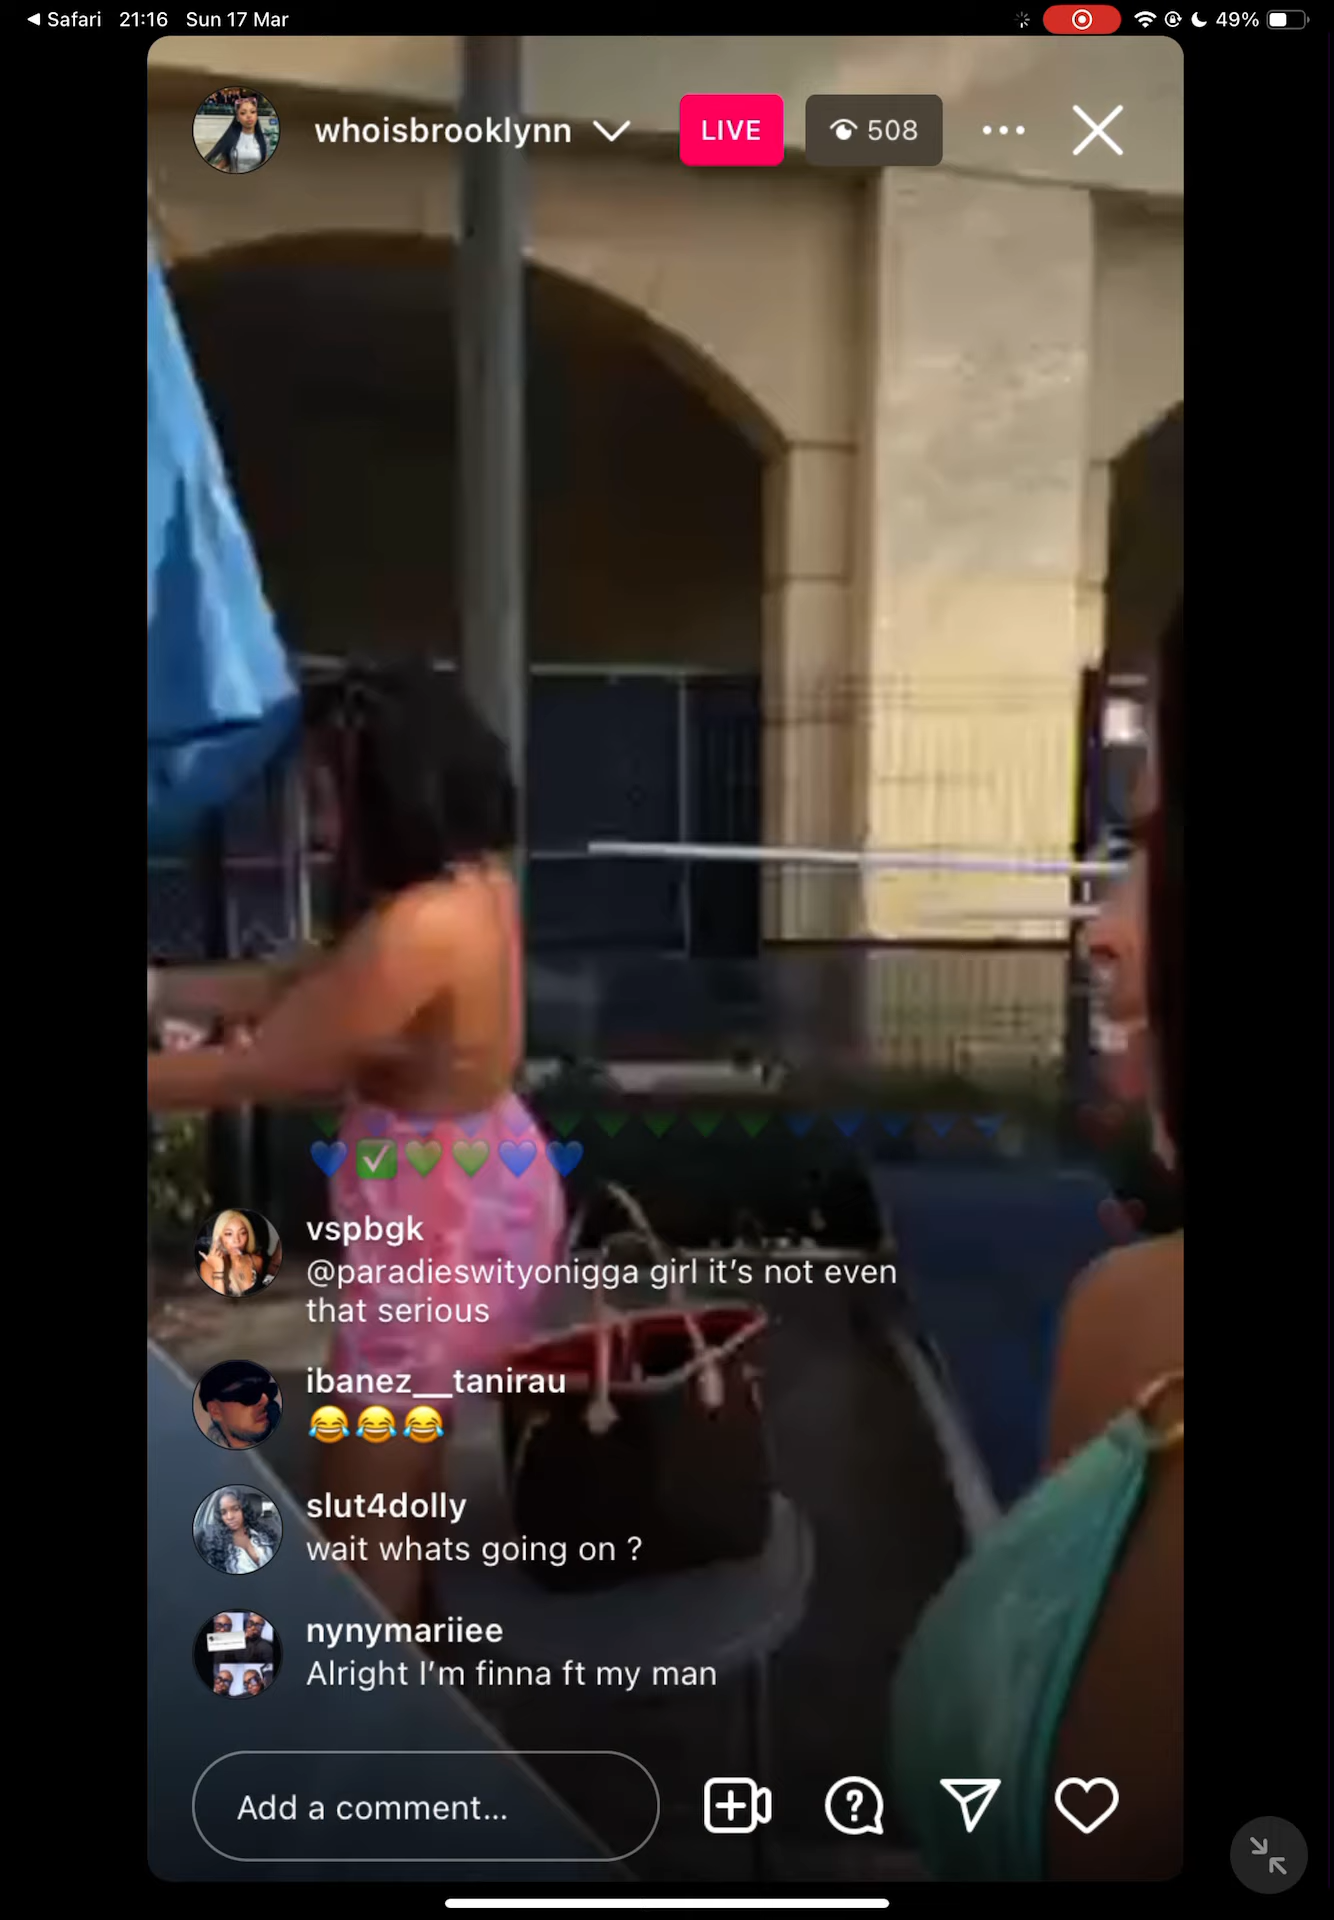 Safari 21:16 Sun 17 Mar 49%
whoisbrooklynn LIVE 508
vspbgk
@paradieswityonigga girl it's not even
that serious
ibanez__tanirau
😂😂😂
slut4dolly
wait whats going on ?
nynymariiee
Alright I'm finna ft my man
Add a comment...